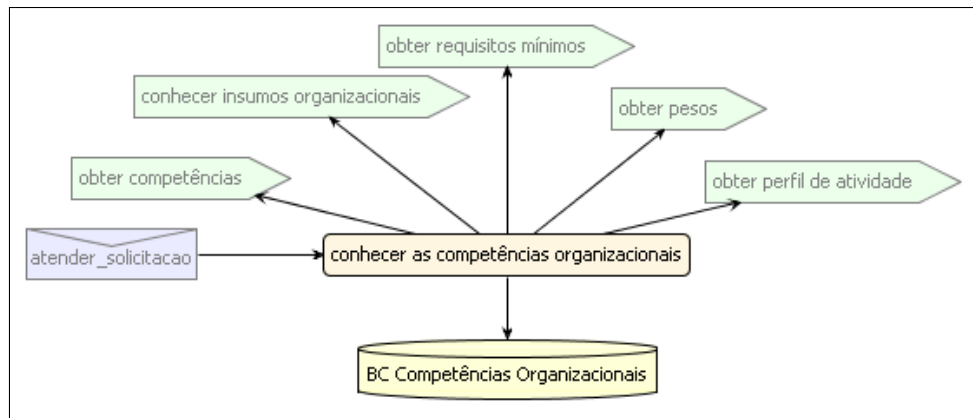 obter requisitos mínimos
conhecer insumos organizacionais
obter pesos
obter competências
obter perfil de atividade
atender_solicitacao
conhecer as competências organizacionais
BC Competências Organizacionais